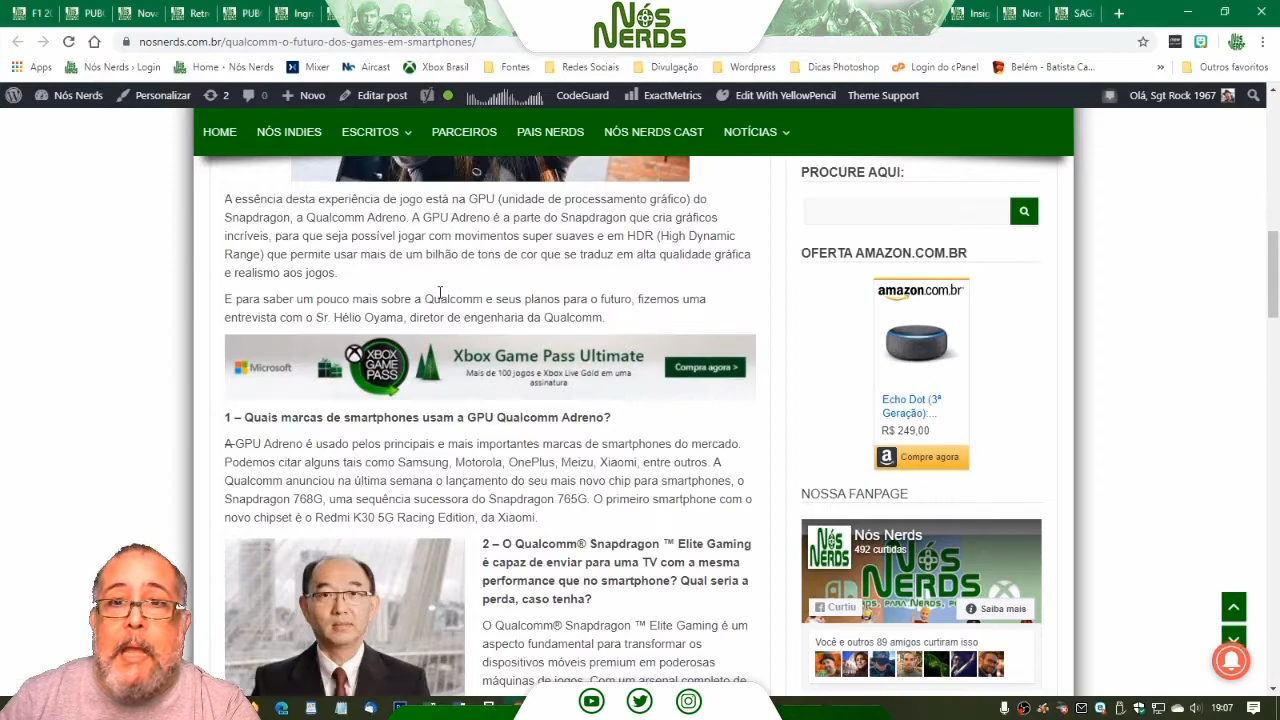 F1 20
PUB
Nov
Retr
PUB
Ingr
NÓS
NERDS
Insig
Nor
SAG
nosnerds.com.br/qualcomm-o-futuro-dos-games-em-smartphones/
Apps
Nós Nerds › Login
Home - Nós Nerds
Mixer
Aircast
Xbox Brasil
Fontes
Redes Sociais
Divulgação
Wordpress
Dicas Photoshop
Login do cPanel
Belém - Batista Ca...
»
Outros favoritos
Nós Nerds
Personalizar
2
0
Novo
Editar post
CodeGuard
ExactMetrics
Edit With YellowPencil
Theme Support
Olá, Sgt Rock 1967
HOME
NÓS INDIES
ESCRITOS
PARCEIROS
PAIS NERDS
NÓS NERDS CAST
NOTÍCIAS
A essência desta experiência de jogo está na GPU (unidade de processamento gráfico) do
Snapdragon, a Qualcomm Adreno. A GPU Adreno é a parte do Snapdragon que cria gráficos
incríveis, para que seja possível jogar com movimentos super suaves e em HDR (High Dynamic
Range) que permite usar mais de um bilhão de tons de cor que se traduz em alta qualidade gráfica
e realismo aos jogos.
E para saber um pouco mais sobre a Qualcomm e seus planos para o futuro, fizemos uma
entrevista com o Sr. Hélio Oyama, diretor de engenharia da Qualcomm.
Microsoft
XBOX
GAME
PASS
Xbox Game Pass Ultimate
Mais de 100 jogos e Xbox Live Gold em uma
assinatura
Compra agora >
1 – Quais marcas de smartphones usam a GPU Qualcomm Adreno?
A GPU Adreno é usado pelos principais e mais importantes marcas de smartphones do mercado.
Podemos citar alguns tais como Samsung, Motorola, OnePlus, Meizu, Xiaomi, entre outros. A
Qualcomm anunciou na última semana o lançamento do seu mais novo chip para smartphones, o
Snapdragon 768G, uma sequência sucessora do Snapdragon 765G. O primeiro smartphone com o
novo chipset é o Redmi K30 5G Racing Edition, da Xiaomi.
2 – O Qualcomm® Snapdragon ™ Elite Gaming
é capaz de enviar para uma TV com a mesma
performance que no smartphone? Qual seria a
perda, caso tenha?
O Qualcomm® Snapdragon ™ Elite Gaming é um
aspecto fundamental para transformar os
dispositivos móveis premium em poderosas
máquinas de jogos. Com um arsenal completo de
PROCURE AQUI:
OFERTA AMAZON.COM.BR
amazon.com.br
Echo Dot (3ª
Geração):...
R$ 249,00
Compre agora
NOSSA FANPAGE
NÓS
NERDS
Nós Nerds
492 curtidas
NÓS
NERDS
Curtiu
Saiba mais
Você e outros 89 amigos curtiram isso
19:07